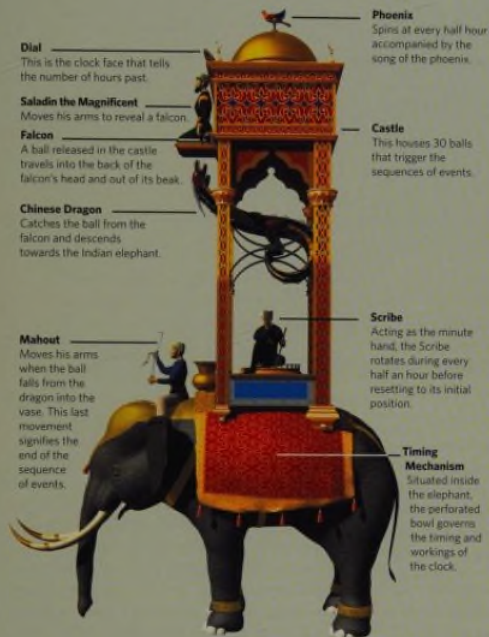 Phoenix
Spins at every half hour
accompanied by the
song of the phoenix.
Dial
This is the clock face that tells
the number of hours past.
Saladin the Magnificent
Moves his arms to reveal a falcon.
Falcon
A ball released in the castle
travels into the back of the
falcon's head and out of its beak.
Castle
This houses 30 balls
that trigger the
sequences of events.
Chinese Dragon
Catches the ball from the
falcon and descends
towards the Indian elephant.
Scribe
Acting as the minute
hand, the Scribe
rotates during every
half an hour before
resetting to its initial
position.
Mahout
Moves his arms
when the ball
falls from the
dragon into the
vase. This last
movement
signifies the
end of the
sequence
of events.
Timing
Mechanism
Situated inside
the elephant,
the perforated
bowl governs
the timing and
workings of
the clock.